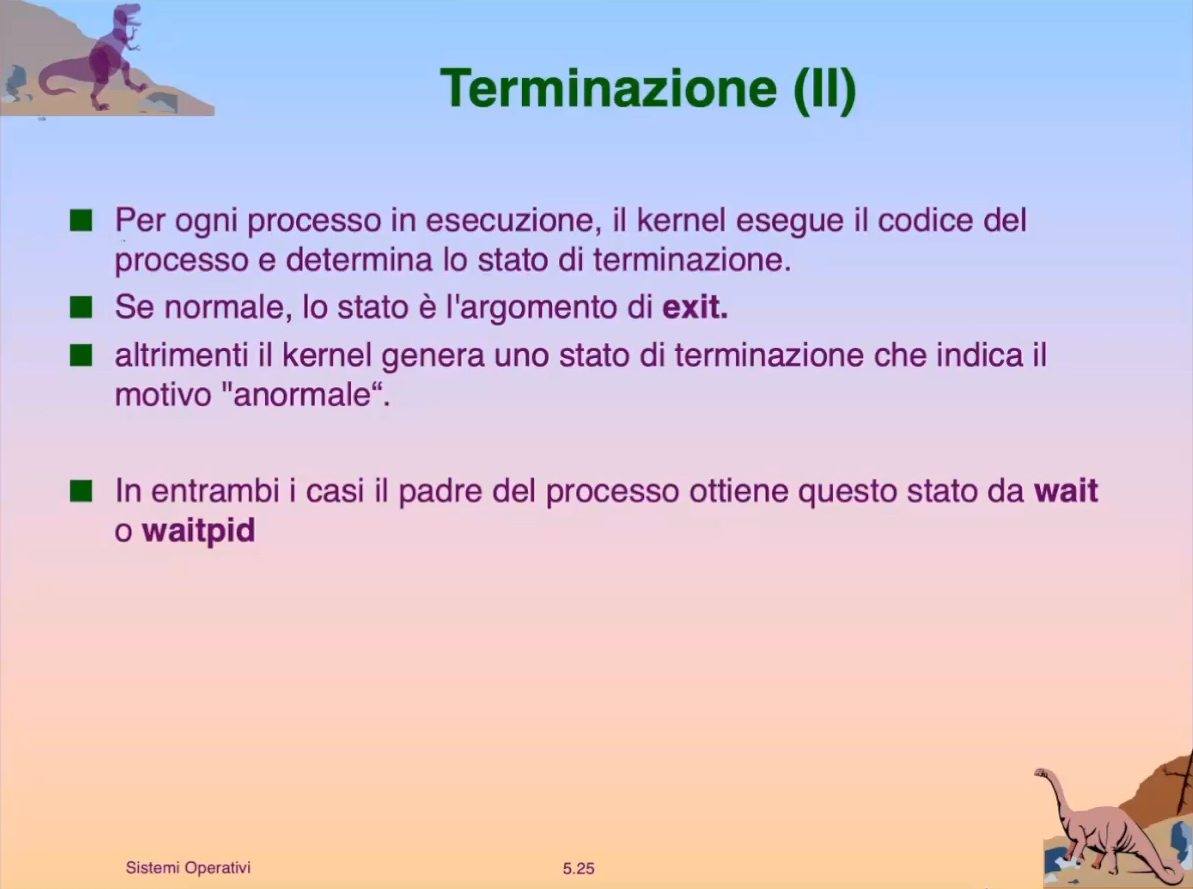 Terminazione (II)
Per ogni processo in esecuzione, il kernel esegue il codice del
processo e determina lo stato di terminazione.
Se normale, lo stato è l'argomento di exit.
altrimenti il kernel genera uno stato di terminazione che indica il
motivo "anormale“.
In entrambi i casi il padre del processo ottiene questo stato da wait
o waitpid
Sistemi Operativi
5.25